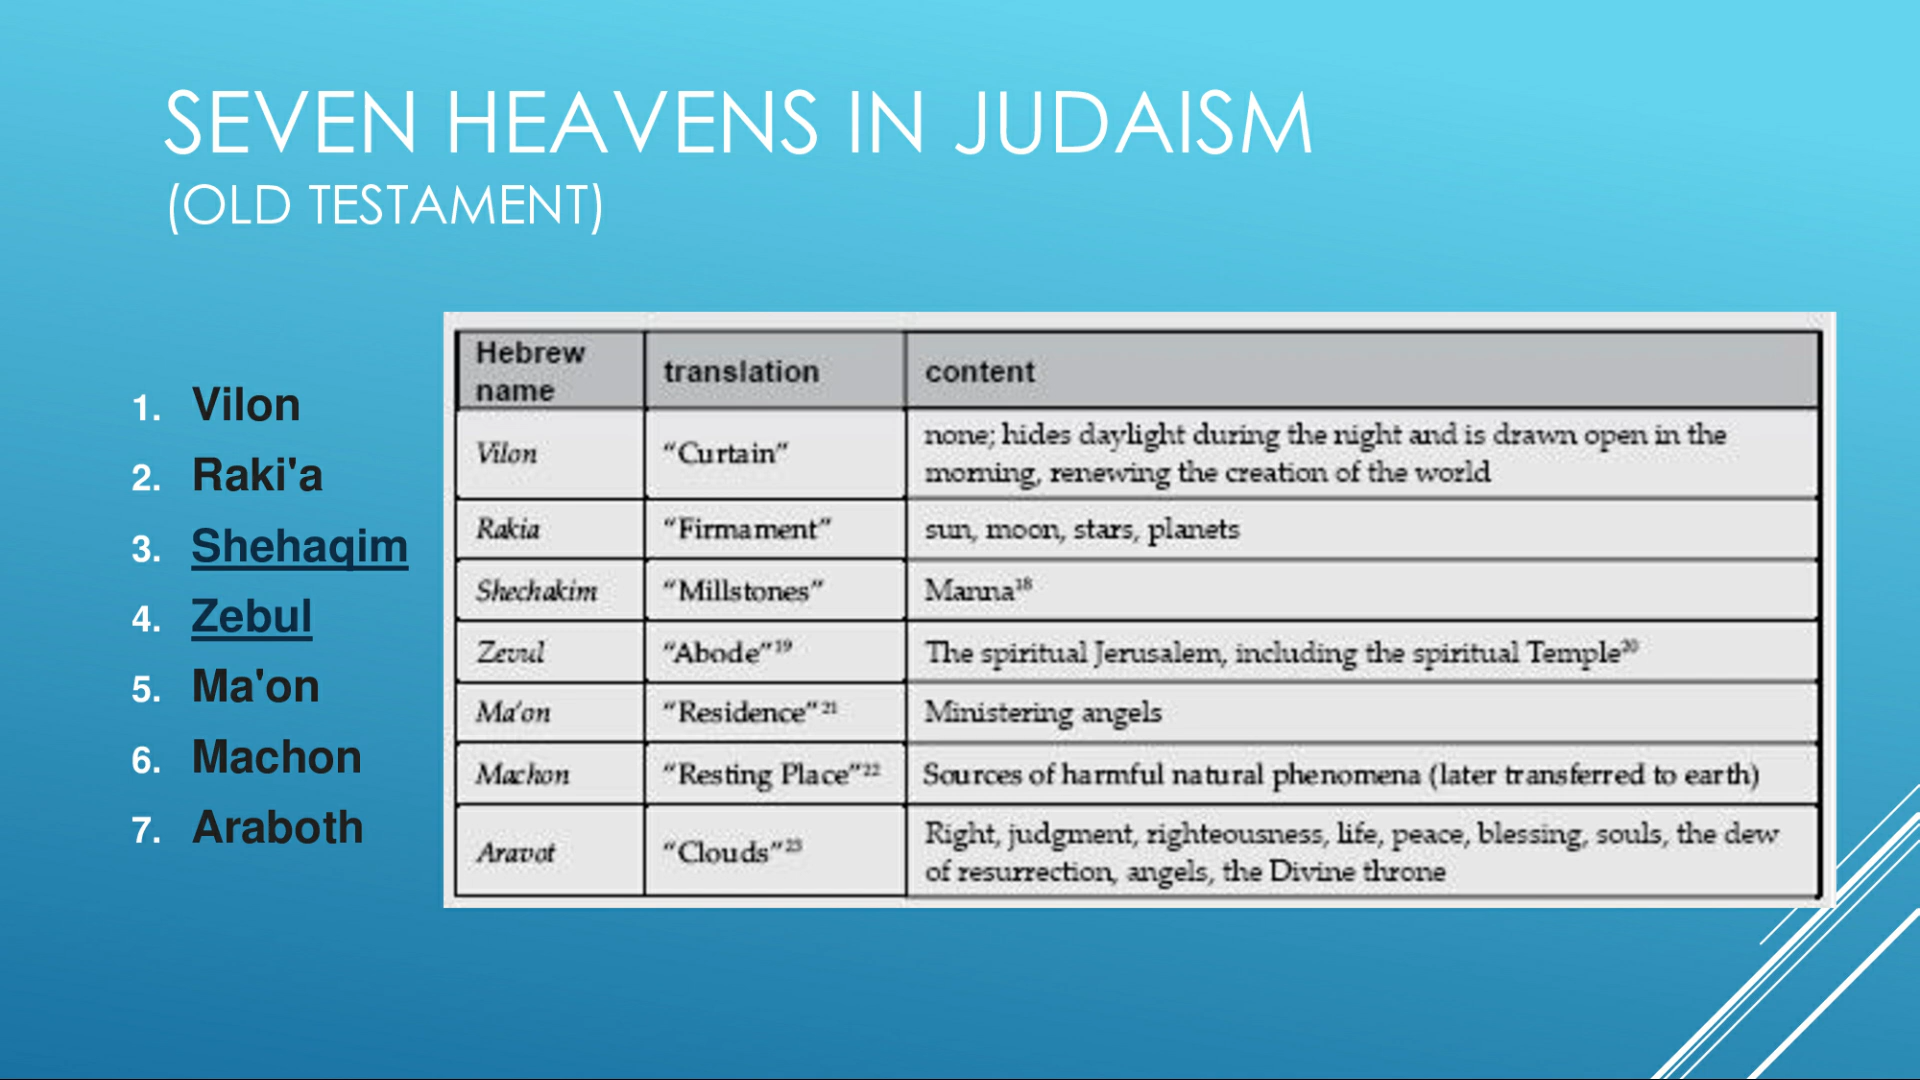 SEVEN HEAVENS IN JUDAISM
(OLD TESTAMENT)
1. Vilon
2. Raki'a
3. Shehaqim
4. Zebul
5. Ma'on
6. Machon
7. Araboth
Hebrew
name
translation
content
Vilon
“Curtain”
none; hides daylight during the night and is drawn open in the
morning, renewing the creation of the world
Rakia
“Firmament”
sun, moon, stars, planets
Shechakim
“Millstones”
Manna18
Zevul
“Abode”19
The spiritual Jerusalem, including the spiritual Temple20
Ma'on
“Residence”21
Ministering angels
Machon
“Resting Place”22
Sources of harmful natural phenomena (later transferred to earth)
Aravot
“Clouds”23
Right, judgment, righteousness, life, peace, blessing, souls, the dew
of resurrection, angels, the Divine throne